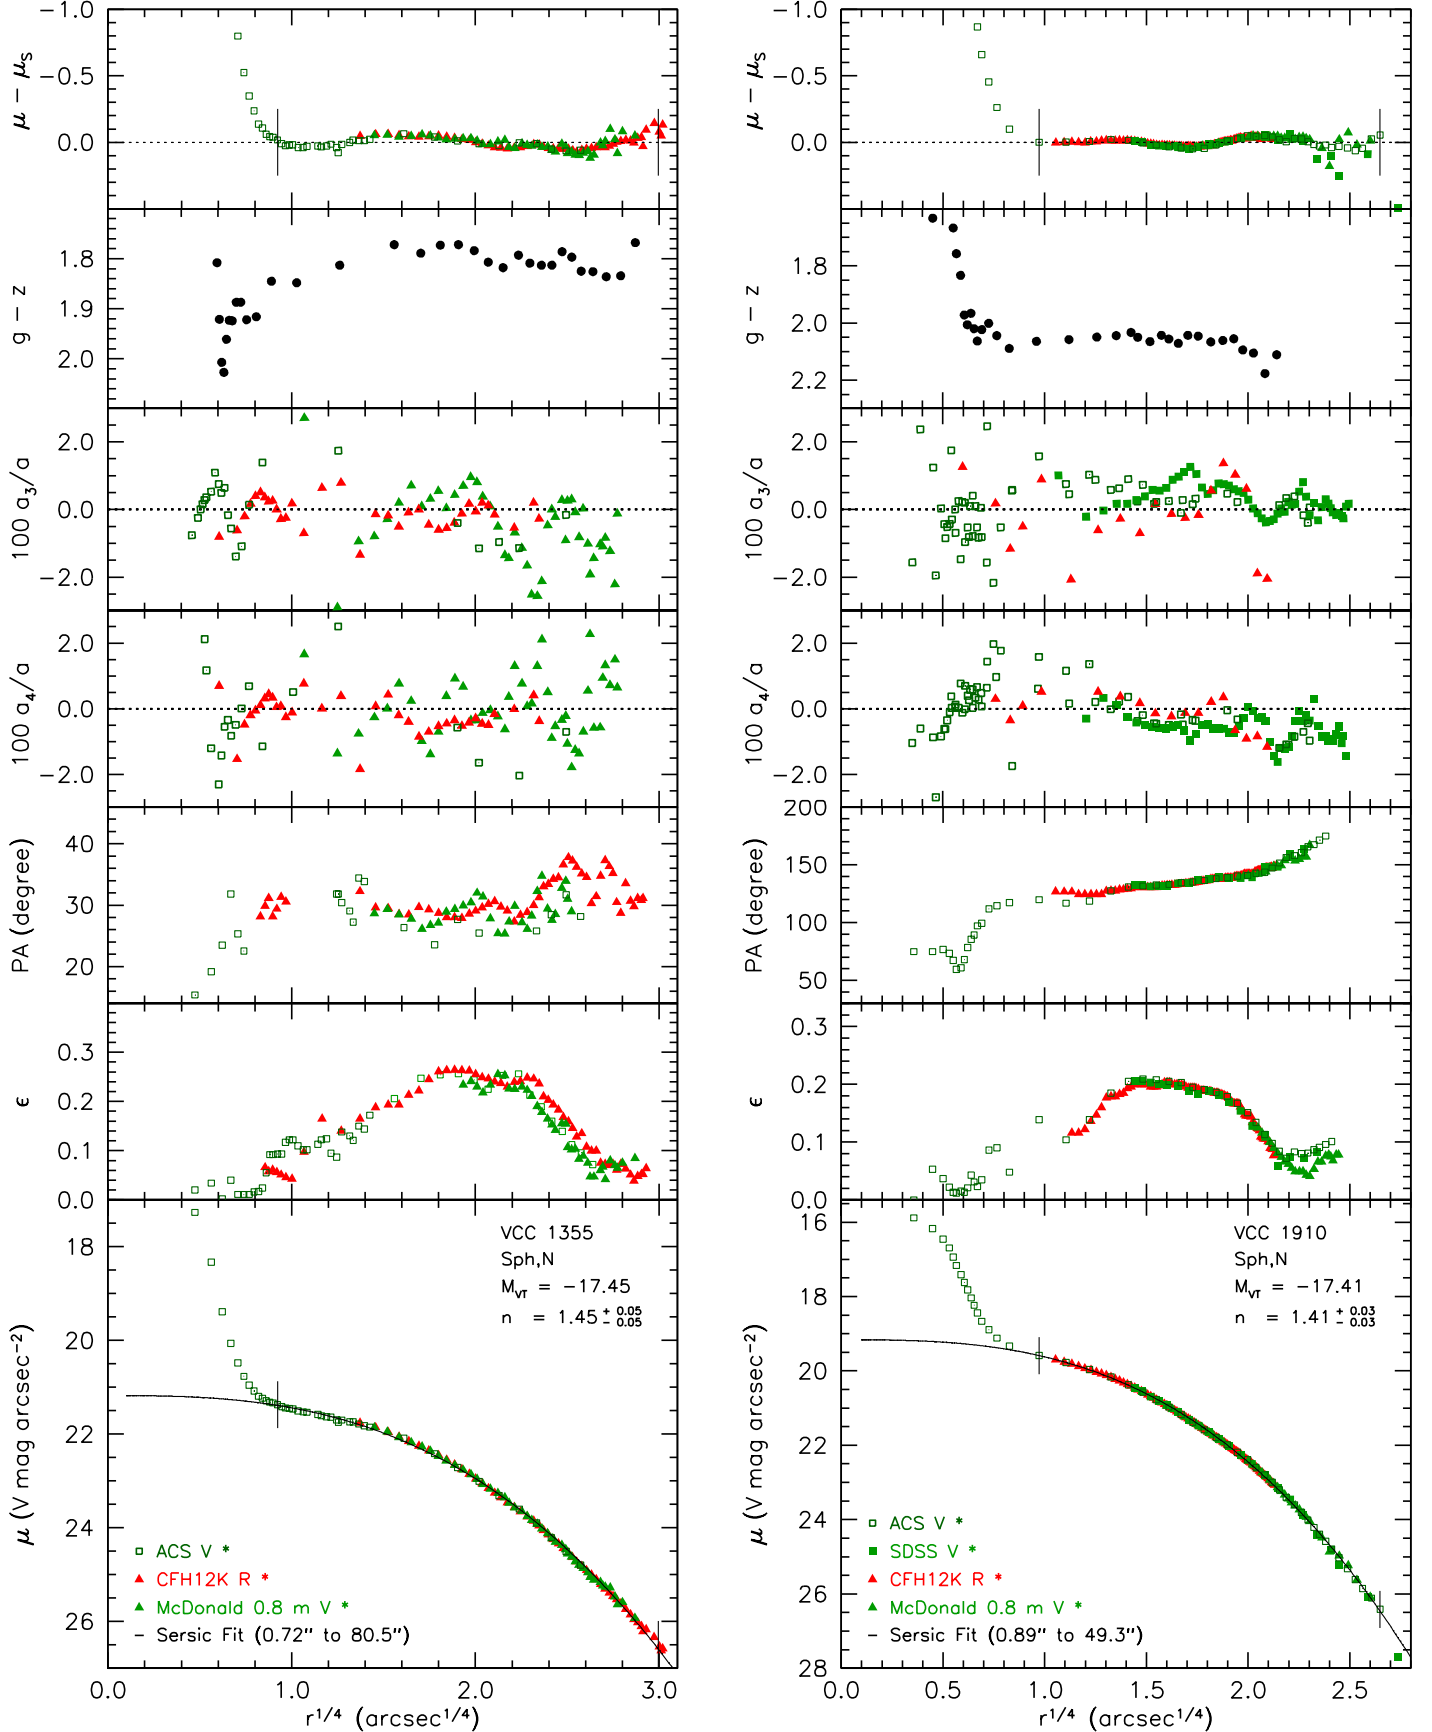 μ − μS
−1.0
−0.5
0.0
g − z
1.8
1.9
2.0
100 a3/a
2.0
0.0
−2.0
100 a4/a
2.0
0.0
−2.0
PA (degree)
40
30
20
ϵ
0.3
0.2
0.1
0.0
μ (V mag arcsec−2)
18
20
22
24
26
VCC 1355
Sph,N
MVT = −17.45
n = 1.45 + 0.05 − 0.05
ACS V *
CFH12K R *
McDonald 0.8 m V *
− Sersic Fit (0.72″ to 80.5″)
0.0 1.0 2.0 3.0
r1/4 (arcsec1/4)
μ − μS
−1.0
−0.5
0.0
g − z
1.8
2.0
2.2
100 a3/a
2.0
0.0
−2.0
100 a4/a
2.0
0.0
−2.0
PA (degree)
200
150
100
50
ϵ
0.3
0.2
0.1
0.0
μ (V mag arcsec−2)
16
18
20
22
24
26
28
VCC 1910
Sph,N
MVT = −17.41
n = 1.41 + 0.03 − 0.03
ACS V *
SDSS V *
CFH12K R *
McDonald 0.8 m V *
− Sersic Fit (0.89″ to 49.3″)
0.0 0.5 1.0 1.5 2.0 2.5
r1/4 (arcsec1/4)